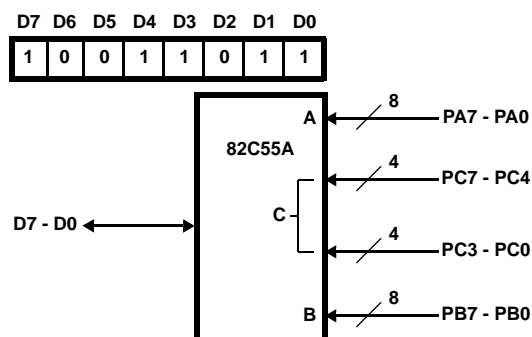 D7 D6 D5 D4 D3 D2 D1 D0
1 0 0 1 1 0 1 1
A
8
PA7 - PA0
82C55A
4
PC7 - PC4
C
D7 - D0
4
PC3 - PC0
B
8
PB7 - PB0